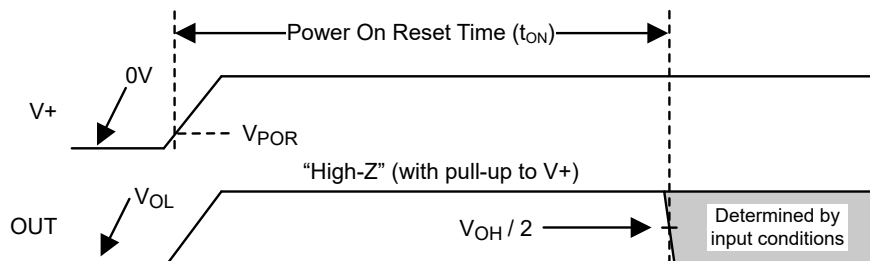 Power On Reset Time (tON)
0V
V+
VPOR
“High-Z” (with pull-up to V+)
VOL
OUT
VOH / 2
Determined by
input conditions